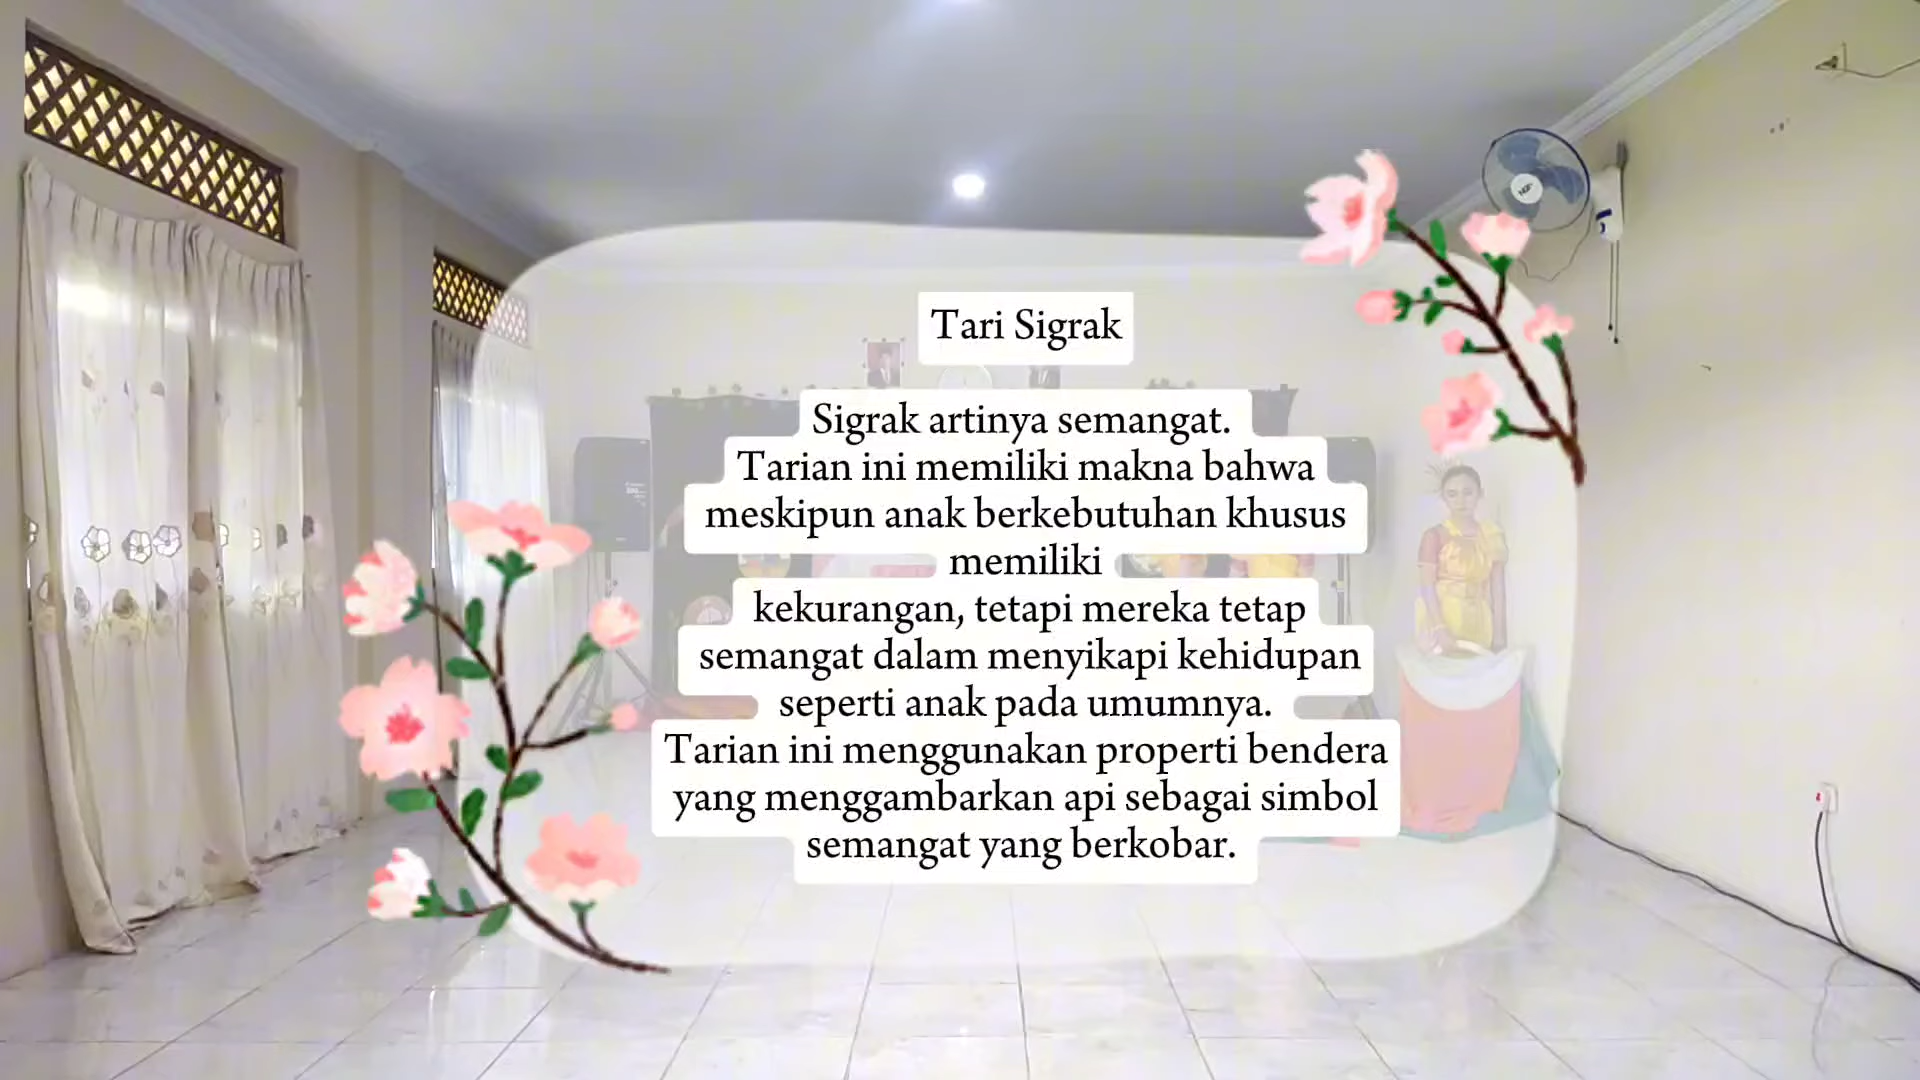 Tari Sigrak
Sigrak artinya semangat.
Tarian ini memiliki makna bahwa
meskipun anak berkebutuhan khusus
memiliki
kekurangan, tetapi mereka tetap
semangat dalam menyikapi kehidupan
seperti anak pada umumnya.
Tarian ini menggunakan properti bendera
yang menggambarkan api sebagai simbol
semangat yang berkobar.